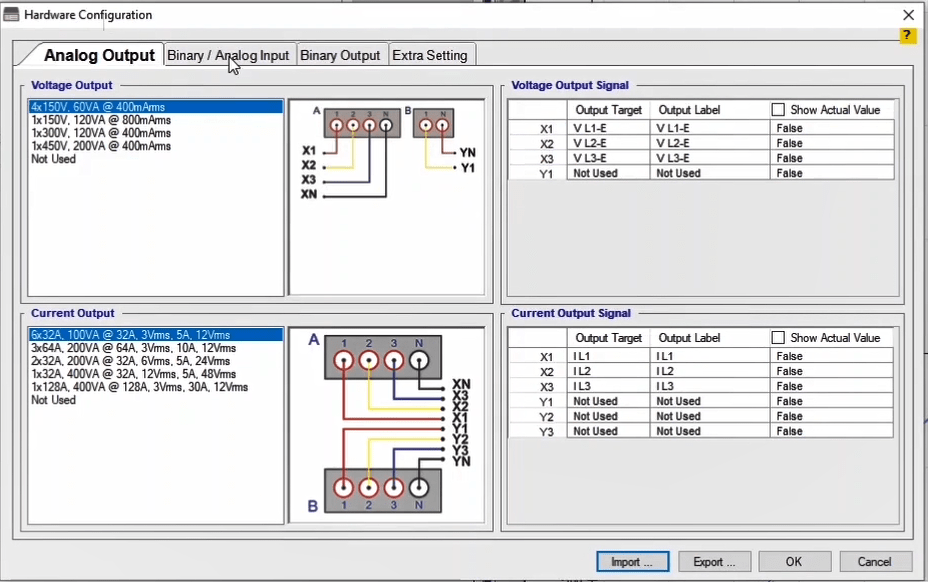 Hardware Configuration
?
Analog Output
Binary / Analog Input
Binary Output
Extra Setting
Voltage Output
4x150V, 60VA @ 400mArms
1x150V, 120VA @ 800mArms
1x300V, 120VA @ 400mArms
1x450V, 200VA @ 400mArms
Not Used
A 1 2 3 N B 1 N
X1
X2
X3
XN
YN
Y1
Voltage Output Signal
Output Target Output Label Show Actual Value
X1 V L1-E V L1-E False
X2 V L2-E V L2-E False
X3 V L3-E V L3-E False
Y1 Not Used Not Used False
Current Output
6x32A, 100VA @ 32A, 3Vrms, 5A, 12Vrms
3x64A, 200VA @ 64A, 3Vrms, 10A, 12Vrms
2x32A, 200VA @ 32A, 6Vrms, 5A, 24Vrms
1x32A, 400VA @ 32A, 12Vrms, 5A, 48Vrms
1x128A, 400VA @ 128A, 3Vrms, 30A, 12Vrms
Not Used
A 1 2 3 N
XN
X3
X2
X1
Y1
Y2
Y3
YN
B 1 2 3 N
Current Output Signal
Output Target Output Label Show Actual Value
X1 I L1 I L1 False
X2 I L2 I L2 False
X3 I L3 I L3 False
Y1 Not Used Not Used False
Y2 Not Used Not Used False
Y3 Not Used Not Used False
Import ...
Export ...
OK
Cancel